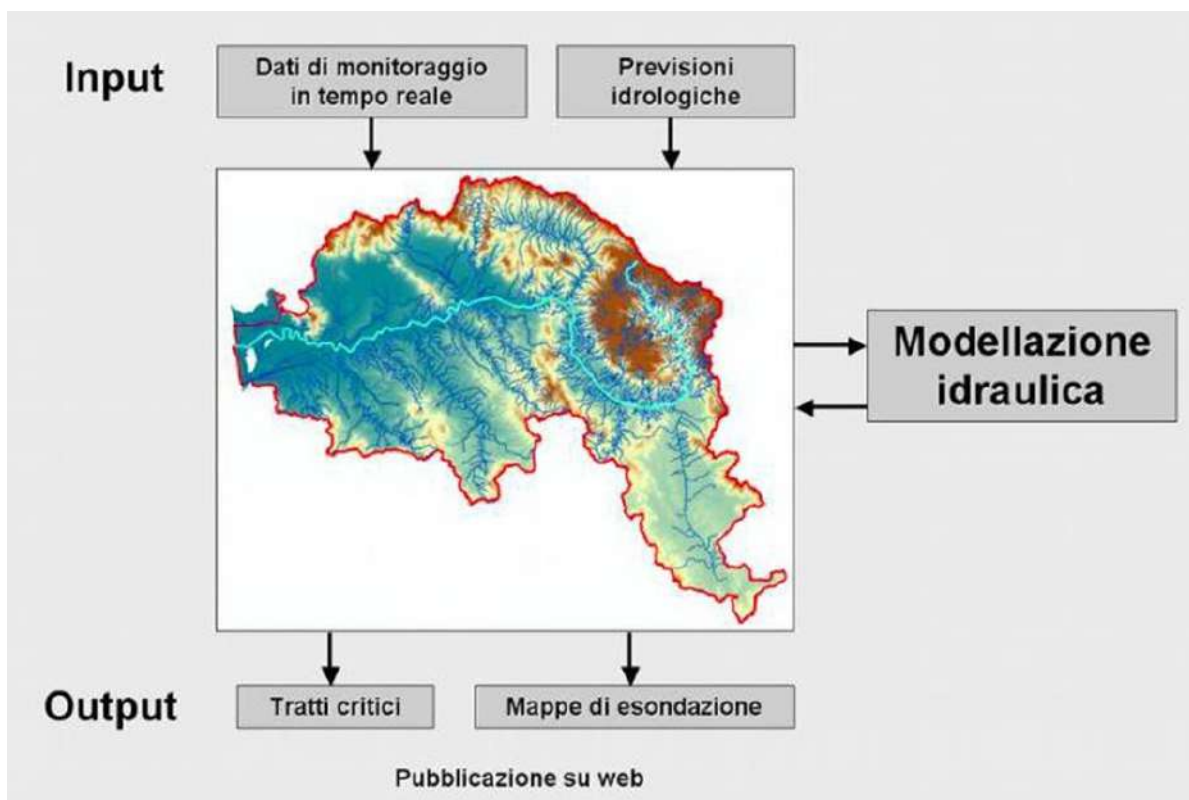 Input
Dati di monitoraggio
in tempo reale
Previsioni
idrologiche
Modellazione
idraulica
Output
Tratti critici
Mappe di esondazione
Pubblicazione su web